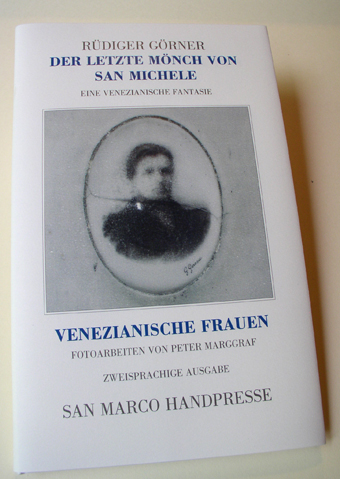 RÜDIGER GÖRNER
DER LETZTE MÖNCH VON
SAN MICHELE
EINE VENEZIANISCHE FANTASIE
VENEZIANISCHE FRAUEN
FOTOARBEITEN VON PETER MARGGRAF
ZWEISPRACHIGE AUSGABE
SAN MARCO HANDPRESSE